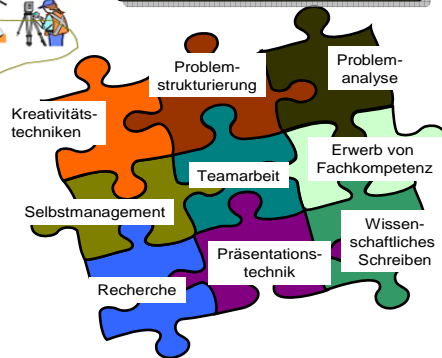 Problem-
strukturierung
Problem-
analyse
Kreativitäts-
techniken
Teamarbeit
Erwerb von
Fachkompetenz
Selbstmanagement
Präsentations-
technik
Wissen-
schaftliches
Schreiben
Recherche